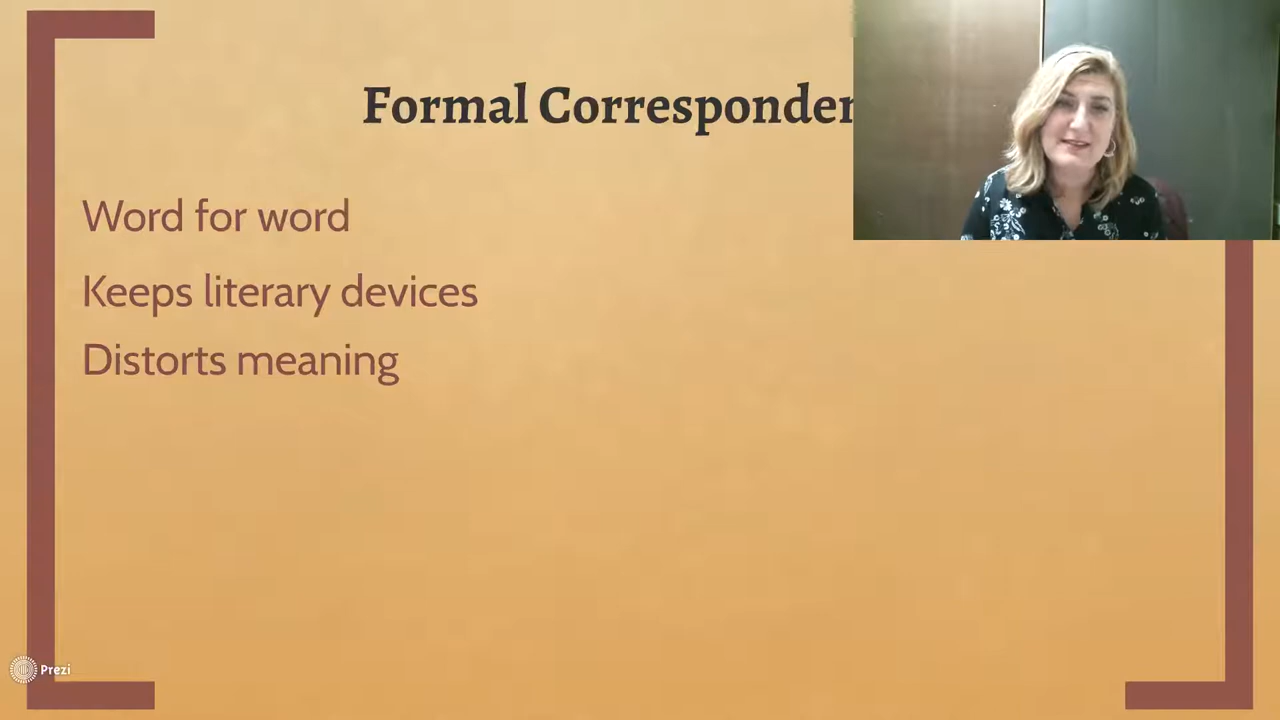 Formal Corresponden
Word for word
Keeps literary devices
Distorts meaning
Prezi